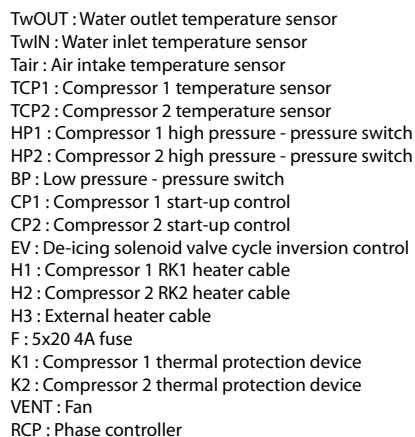 TwOUT : Water outlet temperature sensor
TwIN : Water inlet temperature sensor
Tair : Air intake temperature sensor
TCP1 : Compressor 1 temperature sensor
TCP2 : Compressor 2 temperature sensor
HP1 : Compressor 1 high pressure - pressure switch
HP2 : Compressor 2 high pressure - pressure switch
BP : Low pressure - pressure switch
CP1 : Compressor 1 start-up control
CP2 : Compressor 2 start-up control
EV : De-icing solenoid valve cycle inversion control
H1 : Compressor 1 RK1 heater cable
H2 : Compressor 2 RK2 heater cable
H3 : External heater cable
F : 5x20 4A fuse
K1 : Compressor 1 thermal protection device
K2 : Compressor 2 thermal protection device
VENT : Fan
RCP : Phase controller